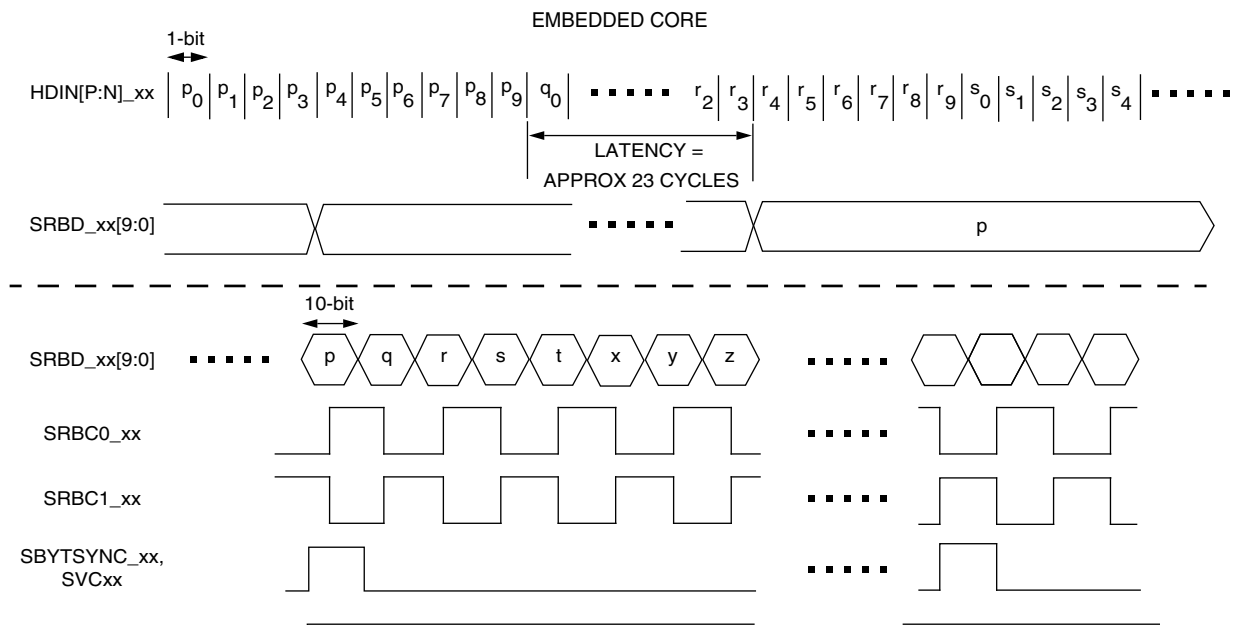 EMBEDDED CORE
1-bit
HDIN[P:N]_xx p0 p1 p2 p3 p4 p5 p6 p7 p8 p9 q0 r2 r3 r4 r5 r6 r7 r8 r9 s0 s1 s2 s3 s4
LATENCY =
APPROX 23 CYCLES
SRBD_xx[9:0] p
10-bit
SRBD_xx[9:0] p q r s t x y z
SRBC0_xx
SRBC1_xx
SBYTSYNC_xx,
SVCxx